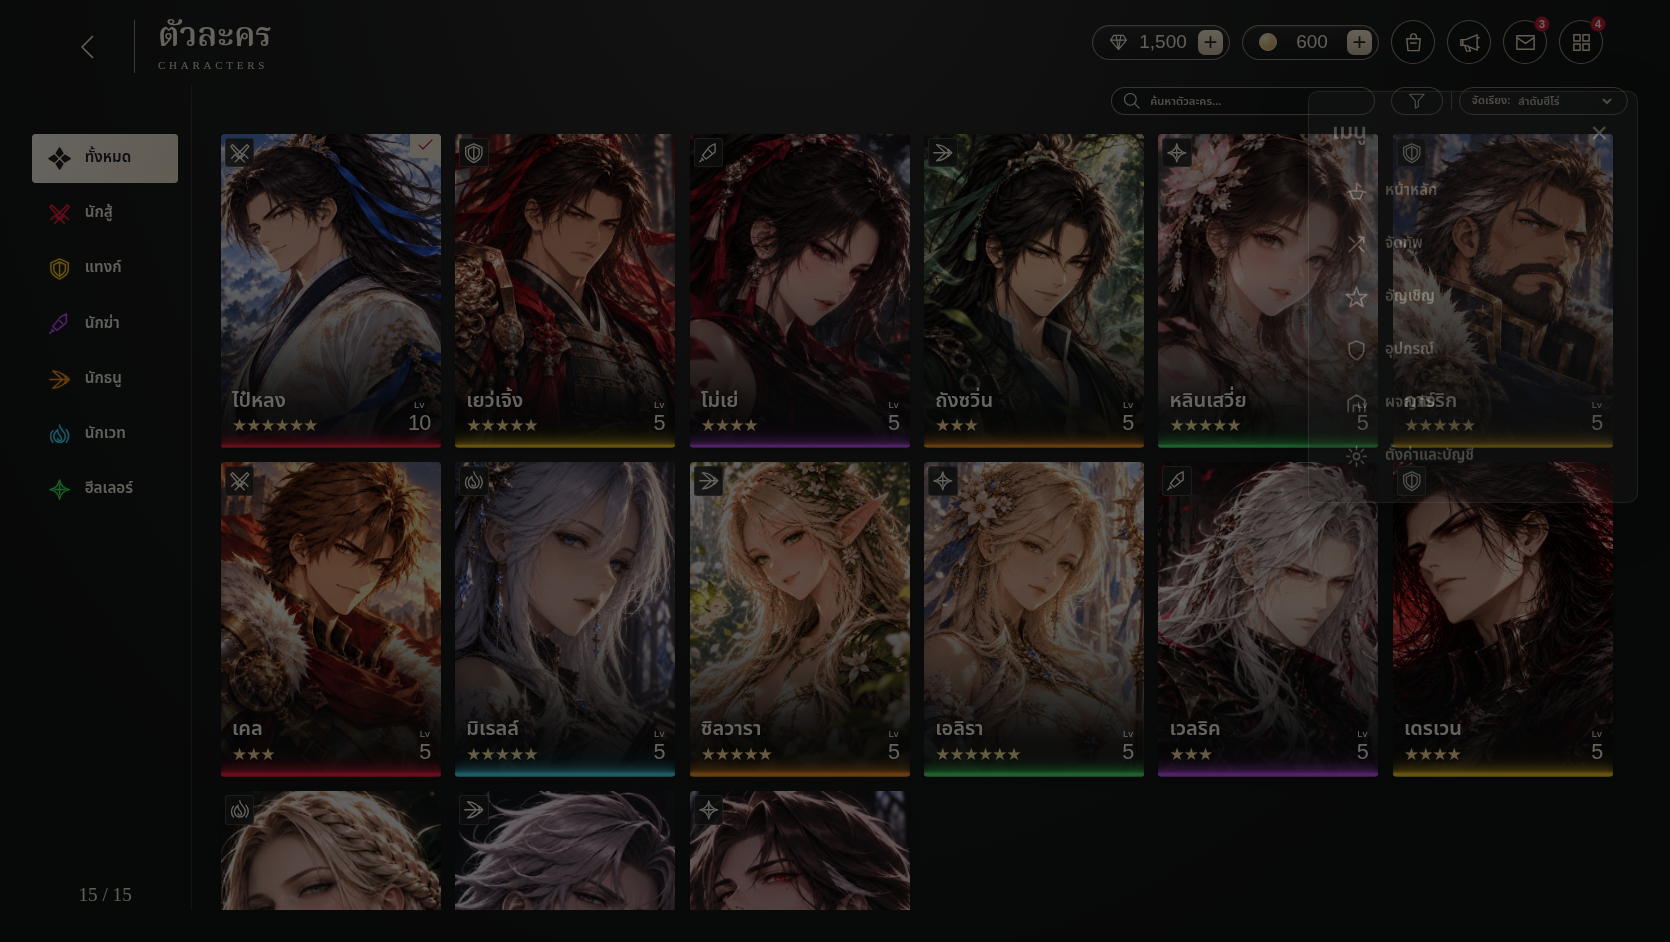 ตัวละคร
CHARACTERS
1,500
600
3
4
ค้นหาตัวละคร...
จัดเรียง: ลำดับฮีโร่
เมนู
หน้าหลัก
จัดทัพ
อัญเชิญ
อุปกรณ์
ตั้งค่าและบัญชี
ทั้งหมด
นักสู้
แทงก์
นักฆ่า
นักธนู
นักเวท
ฮีลเลอร์
15 / 15
ไป๋หลง
Lv
10
เยว่เจิ้ง
Lv
5
โม่เย่
Lv
5
ถังซวิ่น
Lv
5
หลินเสวี่ย
Lv
5
Lv
5
เคล
Lv
5
มิเรลล์
Lv
5
ซิลวารา
Lv
5
เอลิรา
Lv
5
เวลริค
Lv
5
เดรเวน
Lv
5